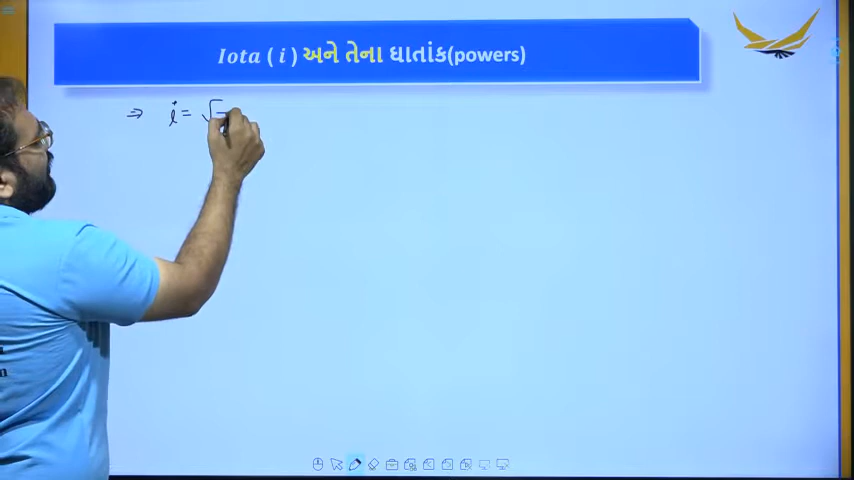 Iota ( i ) અને તેના ઘાતાંક(powers)
⇒ i = √-